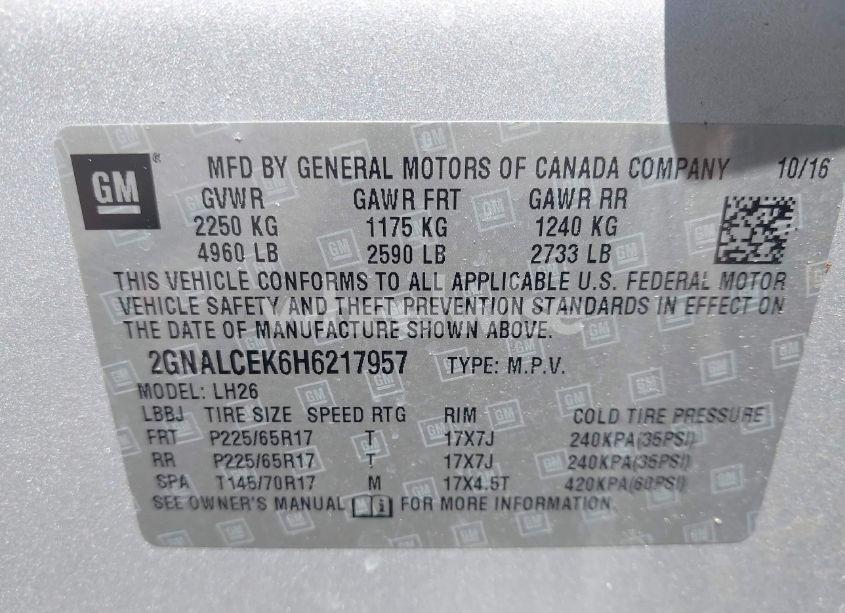 GM® MFD BY GENERAL MOTORS OF CANADA COMPANY 10/16
GVWR GAWR FRT GAWR RR
2250 KG 1175 KG 1240 KG
4960 LB 2590 LB 2733 LB
THIS VEHICLE CONFORMS TO ALL APPLICABLE U.S. FEDERAL MOTOR
VEHICLE SAFETY AND THEFT PREVENTION STANDARDS IN EFFECT ON
THE DATE OF MANUFACTURE SHOWN ABOVE.
2GNALCEK6H6217957 TYPE: M.P.V.
MODEL: LH26
LBBJ TIRE SIZE SPEED RTG RIM COLD TIRE PRESSURE
FRT P225/65R17 T 17X7J 240KPA(35PSI)
RR P225/65R17 T 17X7J 240KPA(35PSI)
SPA T145/70R17 M 17X4.5T 420KPA(60PSI)
SEE OWNER'S MANUAL FOR MORE INFORMATION.